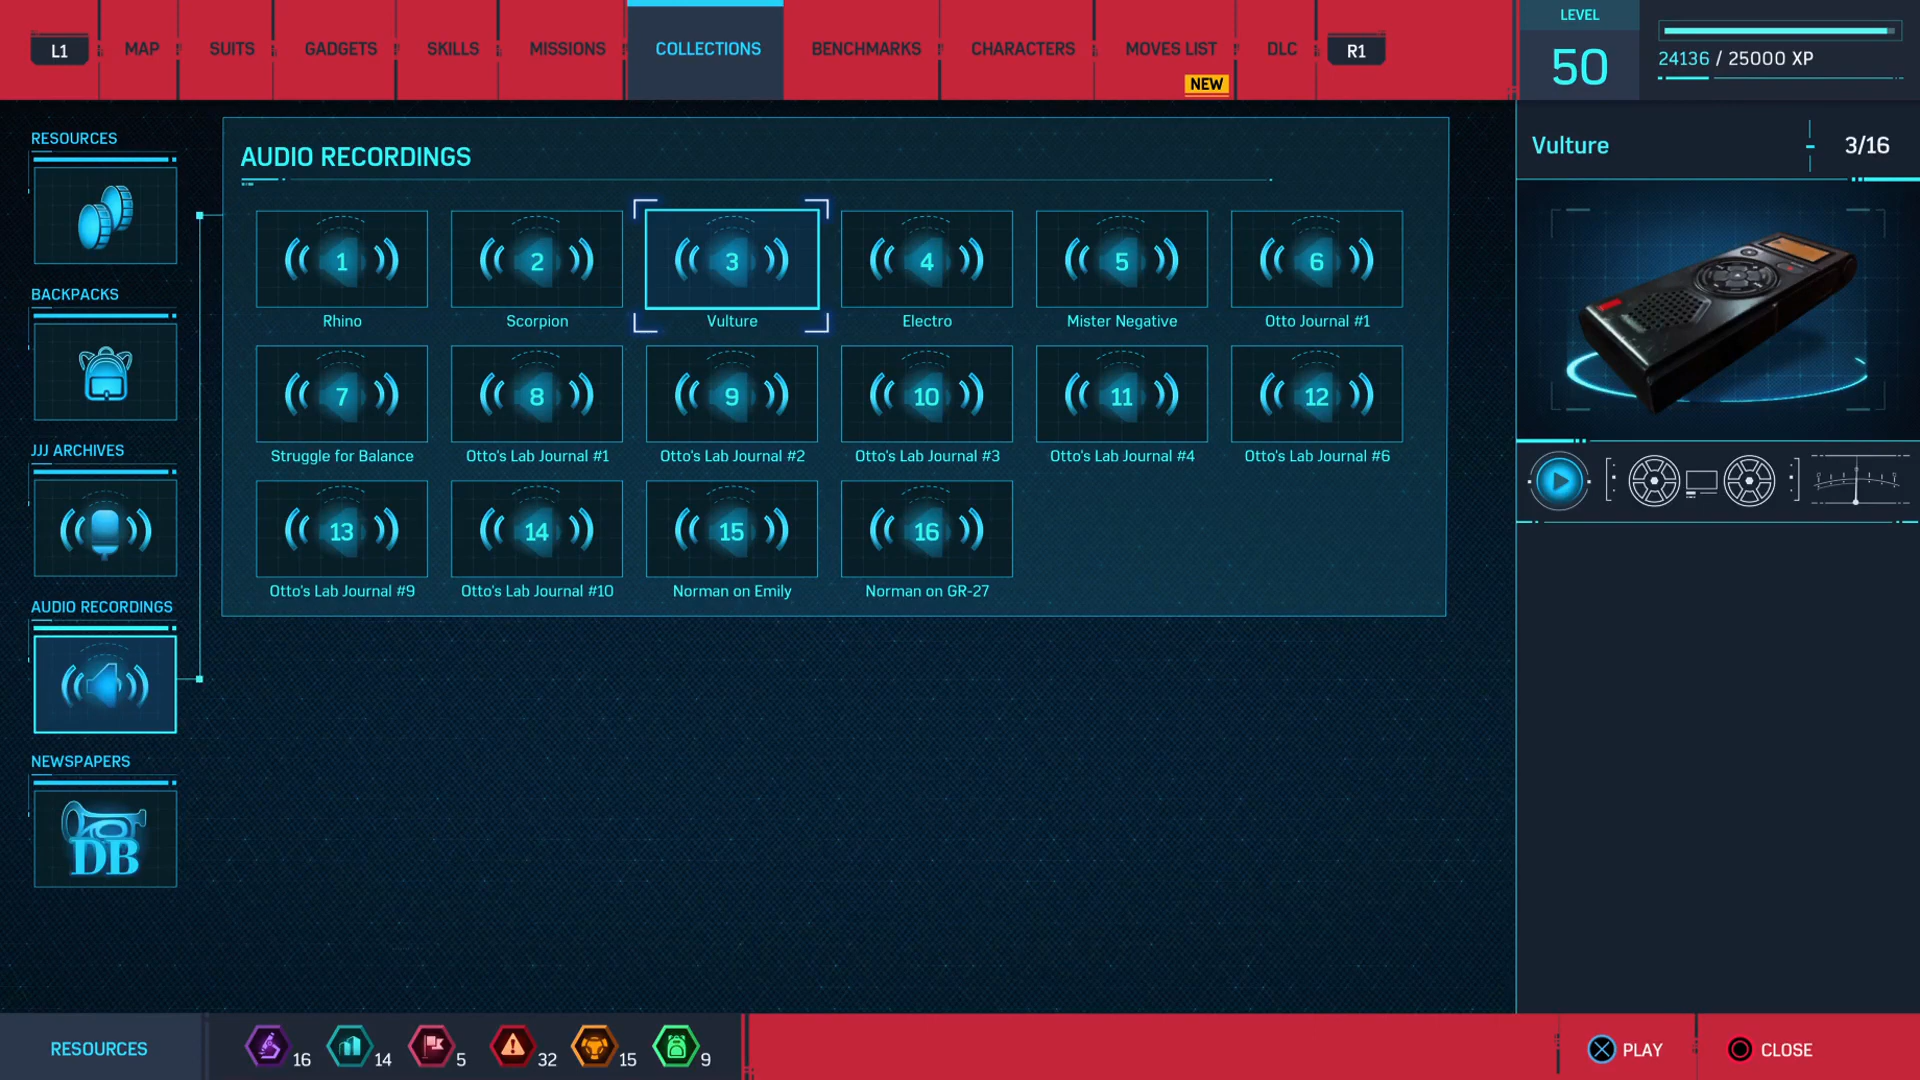 L1 MAP SUITS GADGETS SKILLS MISSIONS COLLECTIONS BENCHMARKS CHARACTERS MOVES LIST DLC R1
NEW
LEVEL
50
24136 / 25000 XP
RESOURCES
BACKPACKS
JJJ ARCHIVES
AUDIO RECORDINGS
NEWSPAPERS
DB
AUDIO RECORDINGS
1 2 3 4 5 6
Rhino Scorpion Vulture Electro Mister Negative Otto Journal #1
7 8 9 10 11 12
Struggle for Balance Otto's Lab Journal #1 Otto's Lab Journal #2 Otto's Lab Journal #3 Otto's Lab Journal #4 Otto's Lab Journal #6
13 14 15 16
Otto's Lab Journal #9 Otto's Lab Journal #10 Norman on Emily Norman on GR-27
Vulture 3/16
RESOURCES 16 14 5 32 15 9
PLAY CLOSE